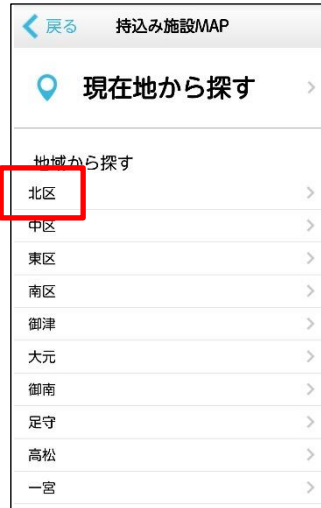 戻る 持込み施設MAP
現在地から探す
地域から探す
北区
中区
東区
南区
御津
大元
御南
足守
高松
一宮